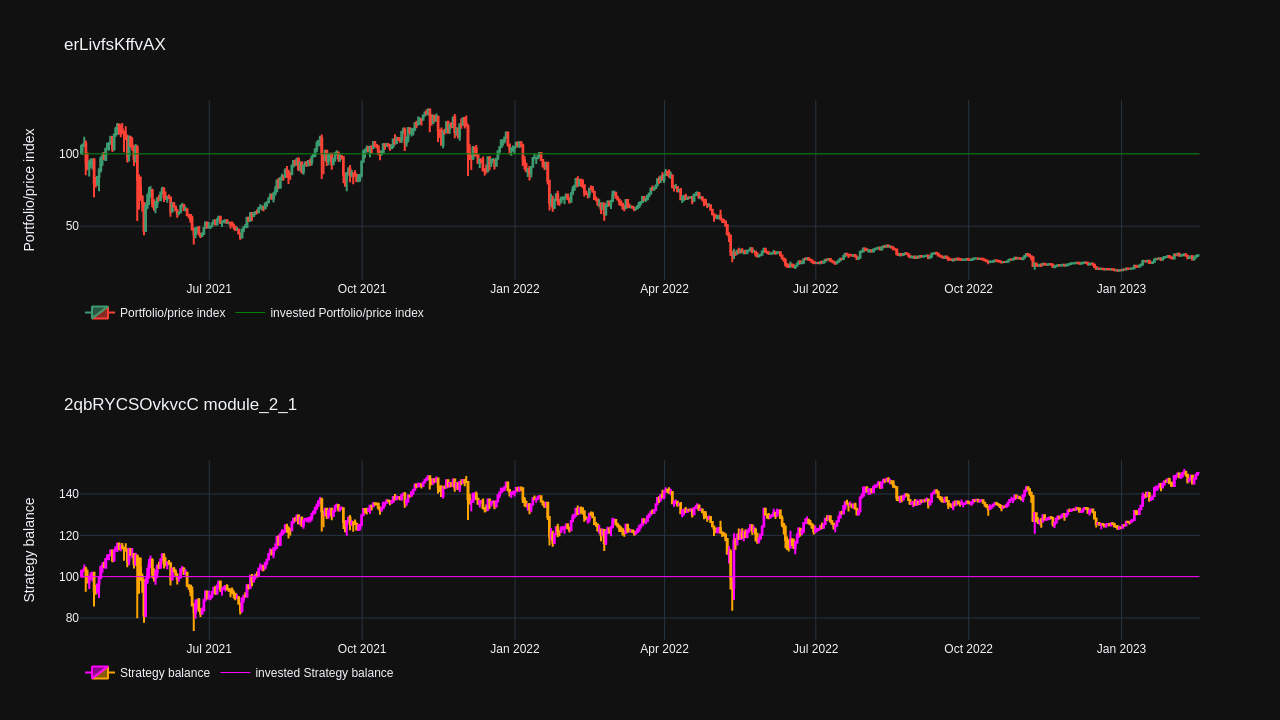 erLivfsKffvAX
Portfolio/price index
100
50
Jul 2021 Oct 2021 Jan 2022 Apr 2022 Jul 2022 Oct 2022 Jan 2023
Portfolio/price index invested Portfolio/price index
2qbRYCSOvkvcC module_2_1
Strategy balance
140
120
100
80
Jul 2021 Oct 2021 Jan 2022 Apr 2022 Jul 2022 Oct 2022 Jan 2023
Strategy balance invested Strategy balance